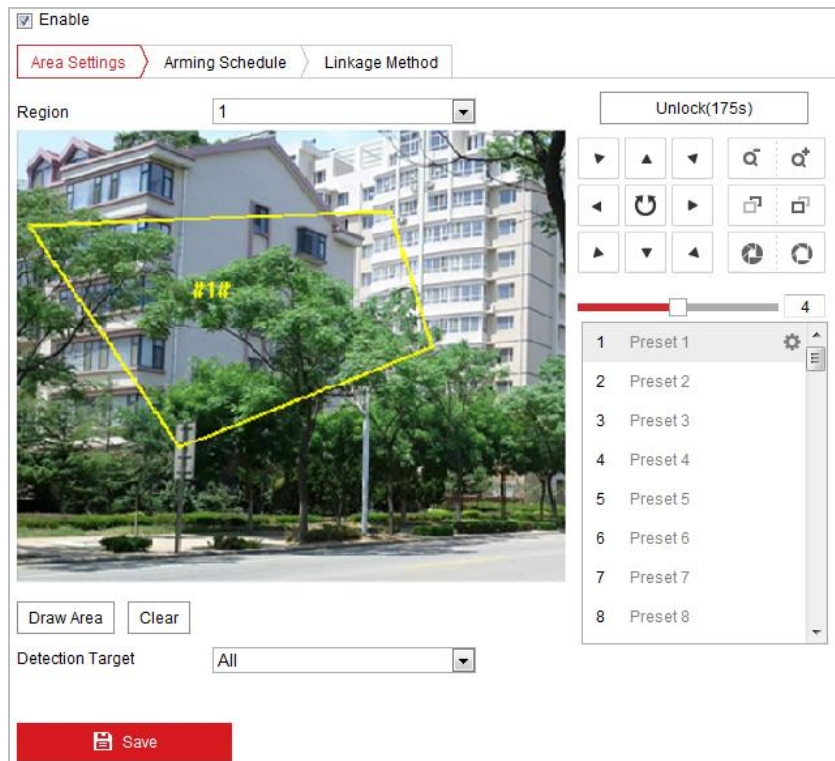 Enable
Area Settings
Arming Schedule
Linkage Method
Region
1
Unlock(175s)
#1#
4
1 Preset 1
2 Preset 2
3 Preset 3
4 Preset 4
5 Preset 5
6 Preset 6
7 Preset 7
8 Preset 8
Draw Area
Clear
Detection Target
All
Save